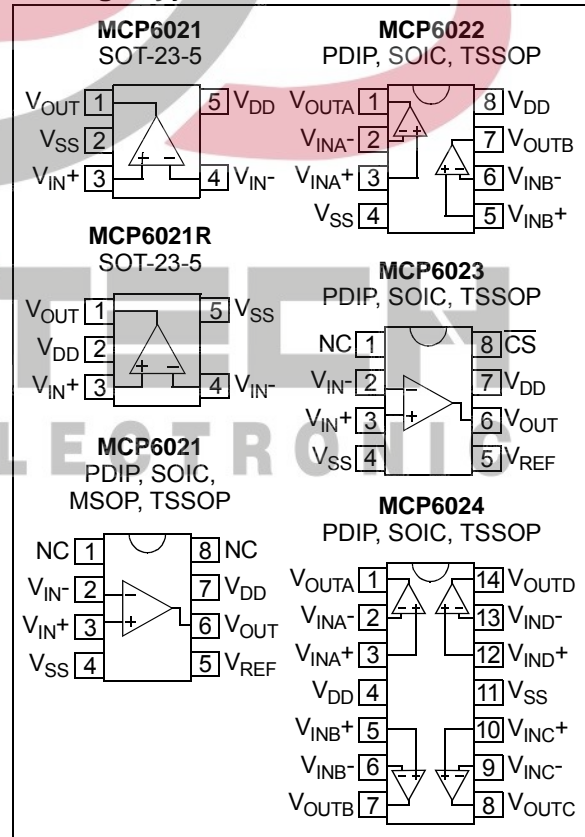 MCP6021
SOT-23-5
VOUT 1
5 VDD
VSS 2
VIN+ 3
4 VIN-
MCP6022
PDIP, SOIC, TSSOP
VOUTA 1
8 VDD
VINA- 2
7 VOUTB
VINA+ 3
6 VINB-
VSS 4
5 VINB+
MCP6021R
SOT-23-5
VOUT 1
5 VSS
VDD 2
VIN+ 3
4 VIN-
MCP6023
PDIP, SOIC, TSSOP
NC 1
8 CS
VIN- 2
7 VDD
VIN+ 3
6 VOUT
VSS 4
5 VREF
MCP6021
PDIP, SOIC,
MSOP, TSSOP
NC 1
8 NC
VIN- 2
7 VDD
VIN+ 3
6 VOUT
VSS 4
5 VREF
MCP6024
PDIP, SOIC, TSSOP
VOUTA 1
14 VOUTD
VINA- 2
13 VIND-
VINA+ 3
12 VIND+
VDD 4
11 VSS
VINB+ 5
10 VINC+
VINB- 6
9 VINC-
VOUTB 7
8 VOUTC
ELECTRONIC